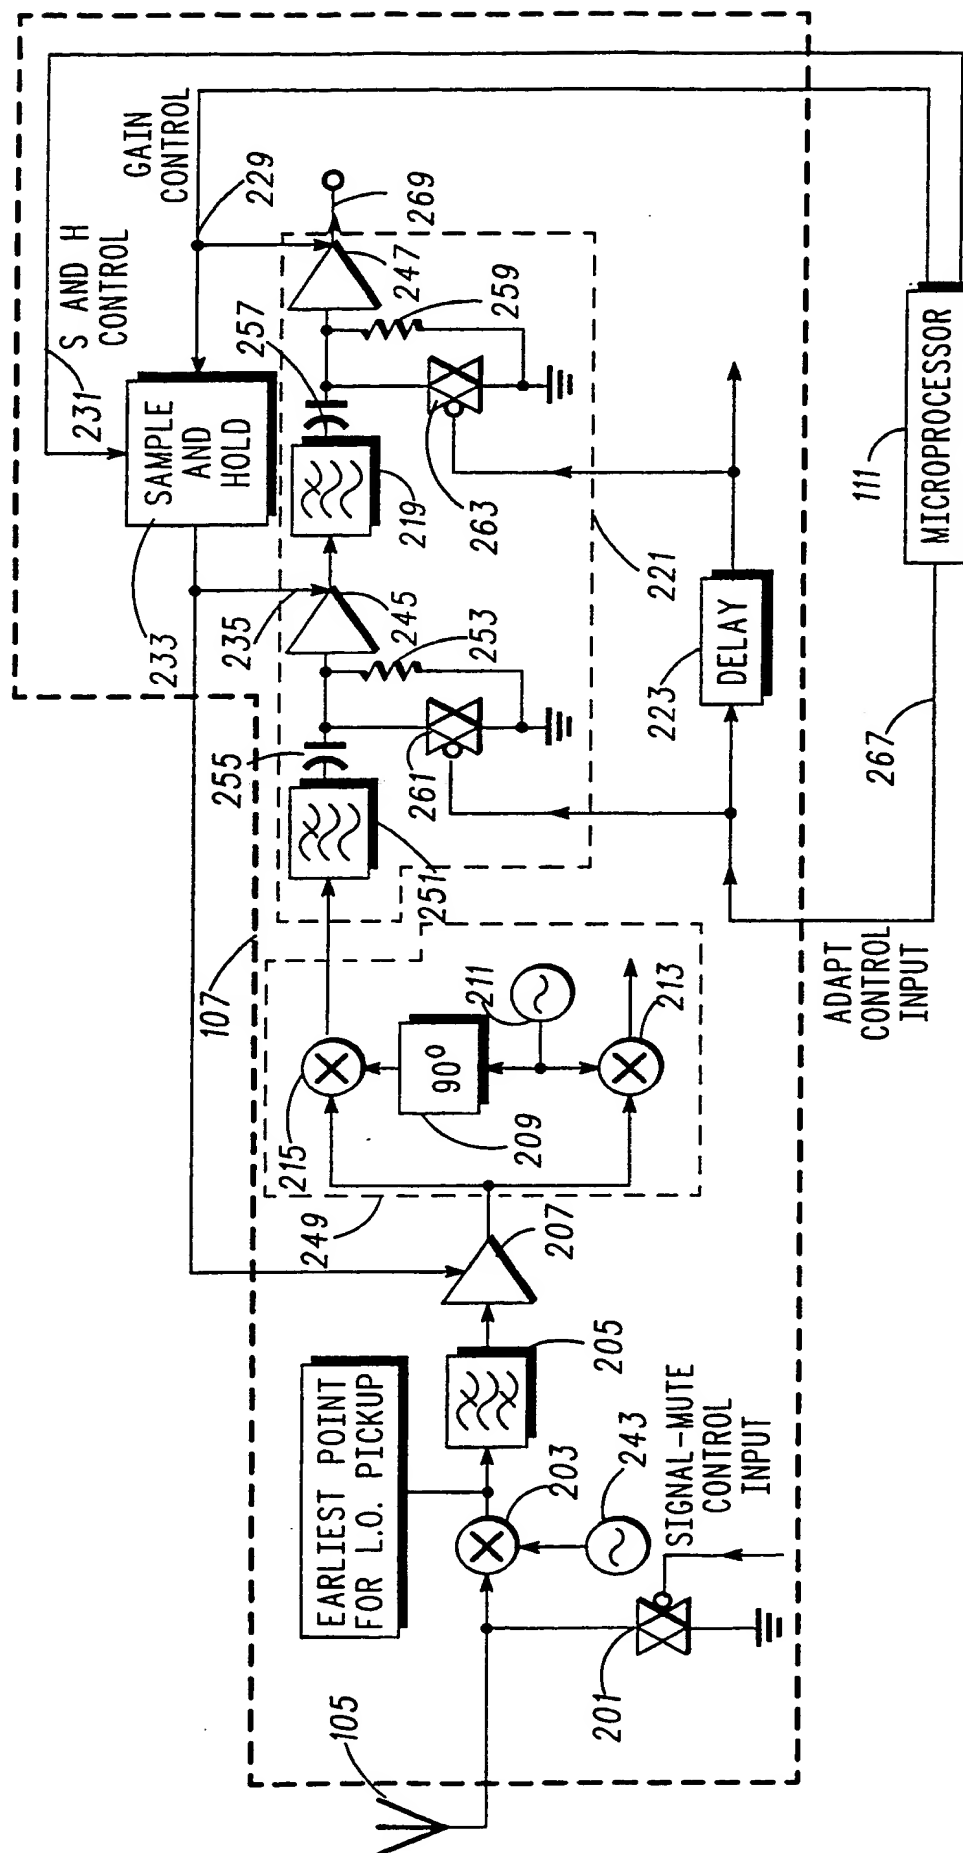 S AND H
CONTROL
GAIN
CONTROL
231
229
SAMPLE
AND
HOLD
233
107
235
255
257
269
247
259
245
253
219
263
251
261
221
223
DELAY
215
211
90°
209
213
249
207
EARLIEST POINT
FOR L.O. PICKUP
205
203
243
105
201
SIGNAL-MUTE
CONTROL
INPUT
ADAPT
CONTROL
INPUT
267
111
MICROPROCESSOR